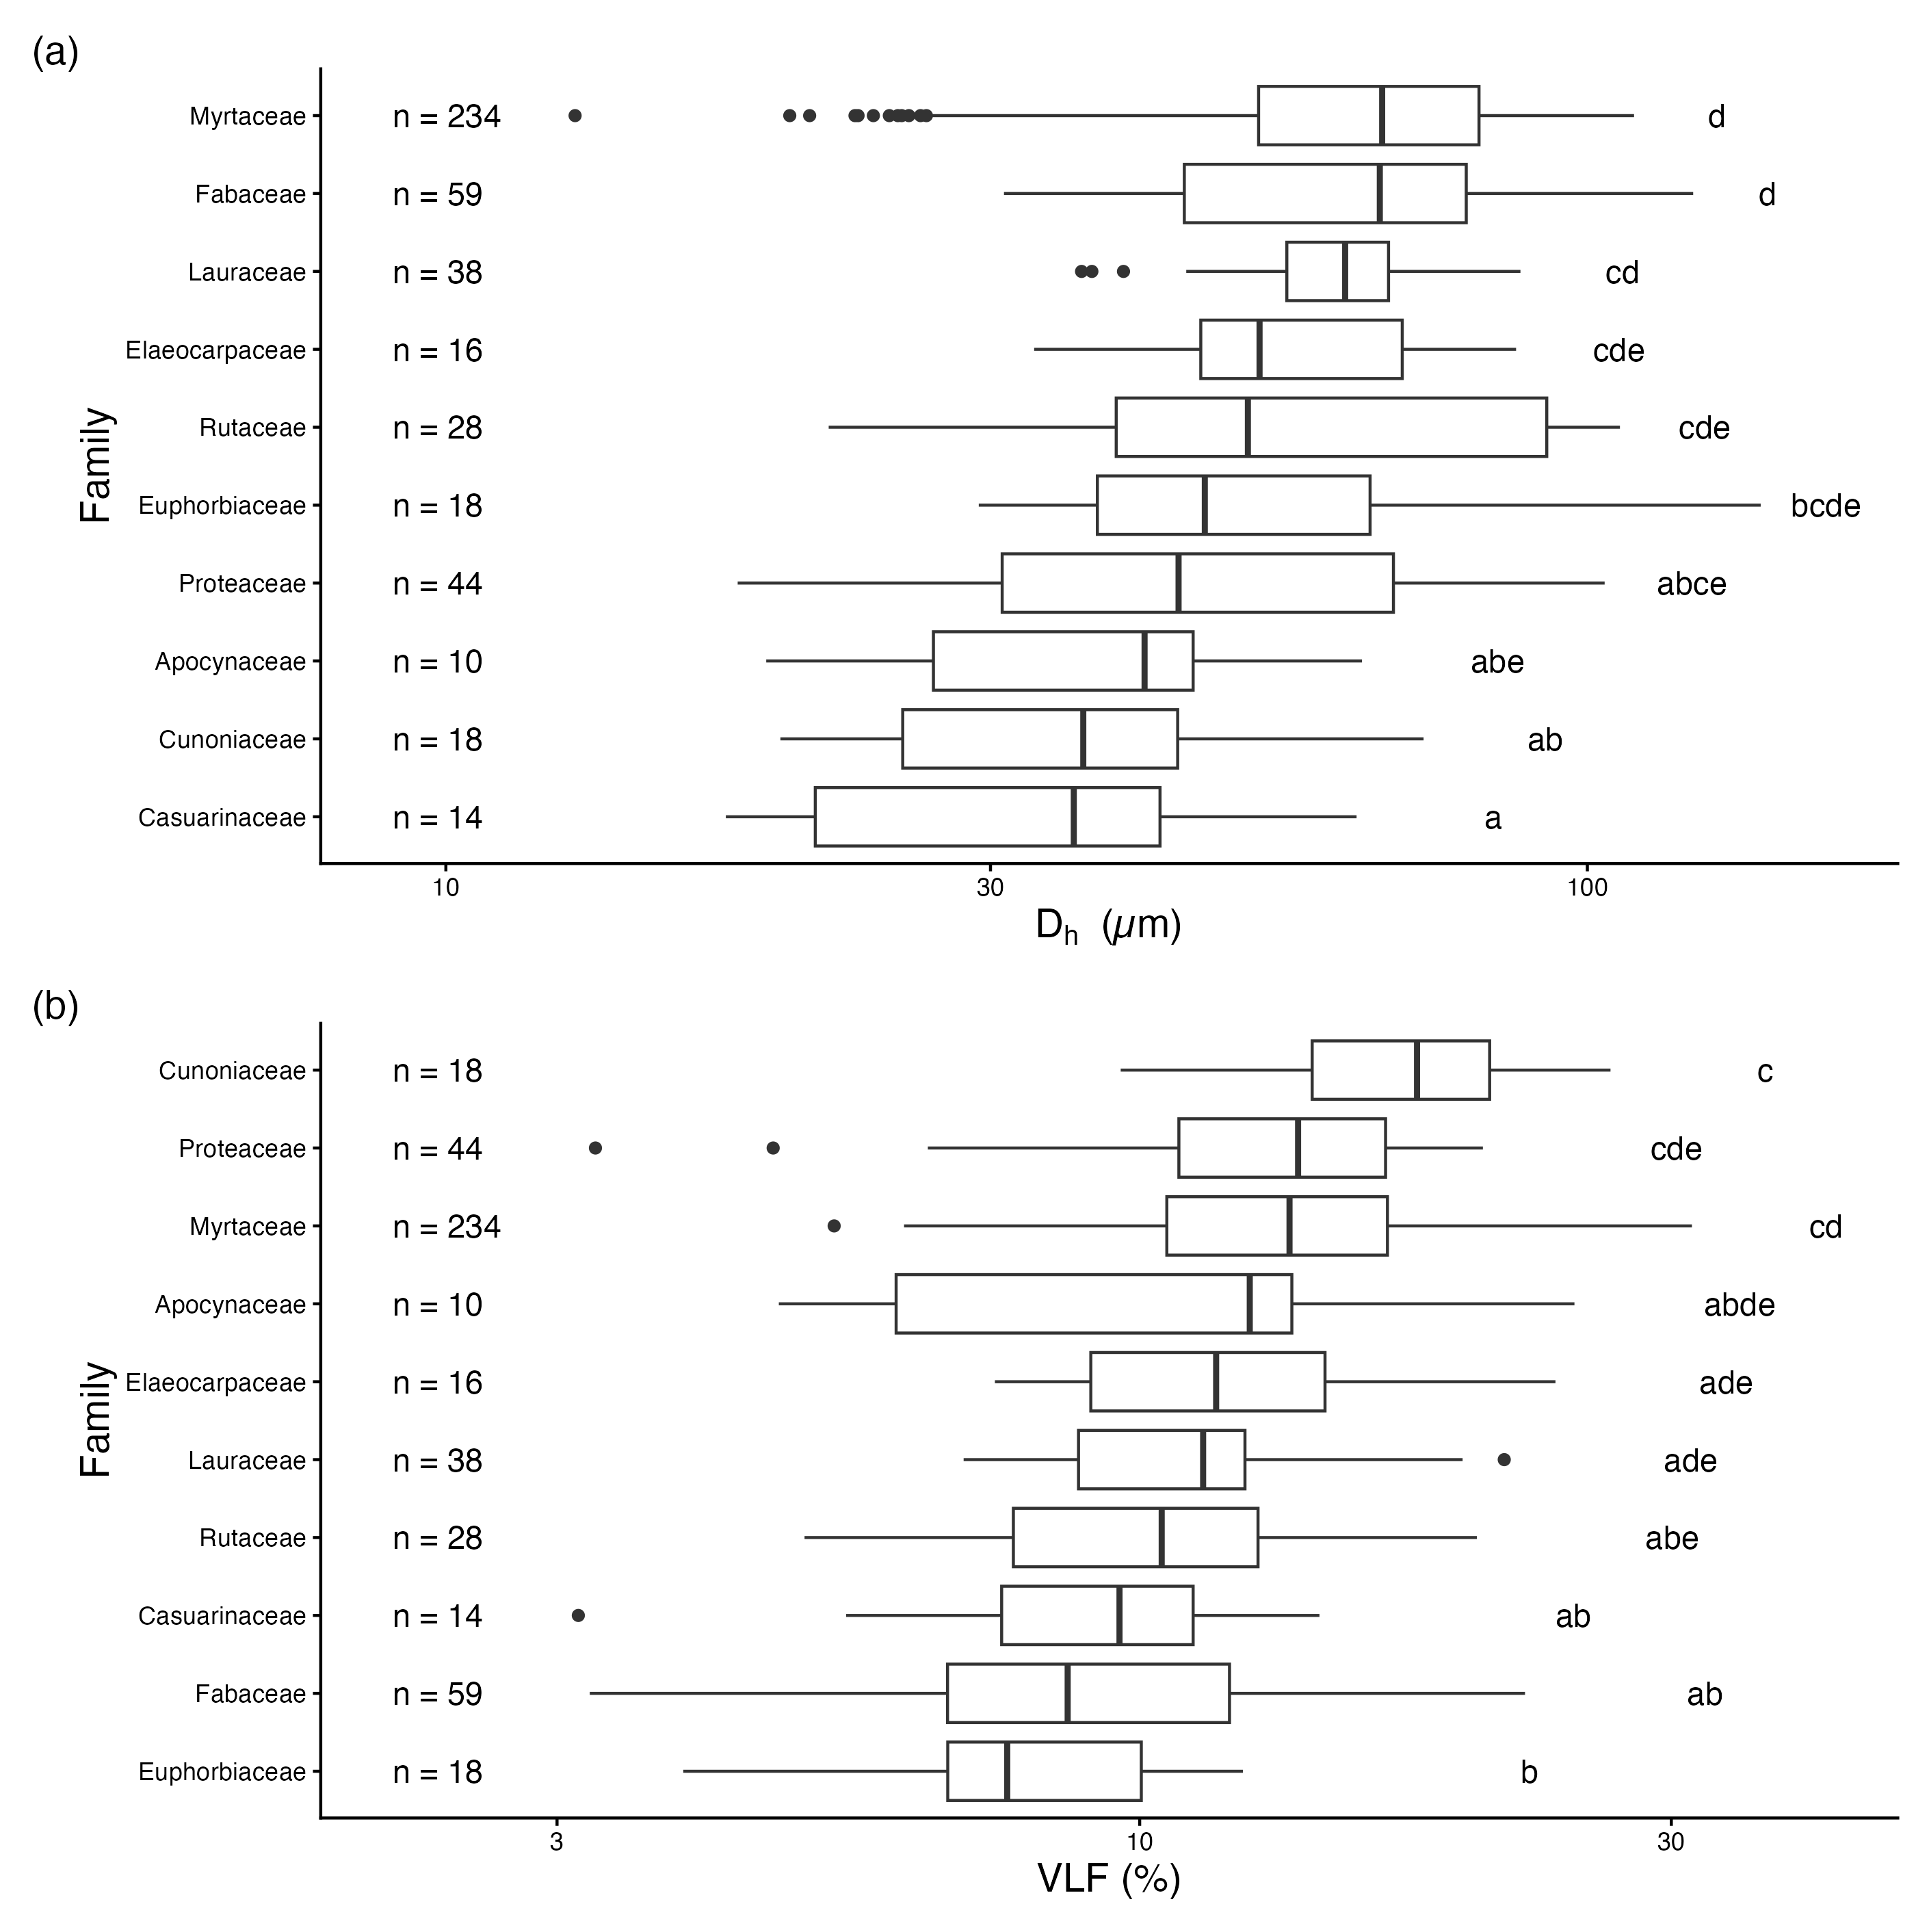 (a)
Family
Myrtaceae n = 234 d
Fabaceae n = 59 d
Lauraceae n = 38 cd
Elaeocarpaceae n = 16 cde
Rutaceae n = 28 cde
Euphorbiaceae n = 18 bcde
Proteaceae n = 44 abce
Apocynaceae n = 10 abe
Cunoniaceae n = 18 ab
Casuarinaceae n = 14 a
10 30 100
Dₕ (µm)
(b)
Family
Cunoniaceae n = 18 c
Proteaceae n = 44 cde
Myrtaceae n = 234 cd
Apocynaceae n = 10 abde
Elaeocarpaceae n = 16 ade
Lauraceae n = 38 ade
Rutaceae n = 28 abe
Casuarinaceae n = 14 ab
Fabaceae n = 59 ab
Euphorbiaceae n = 18 b
3 10 30
VLF (%)